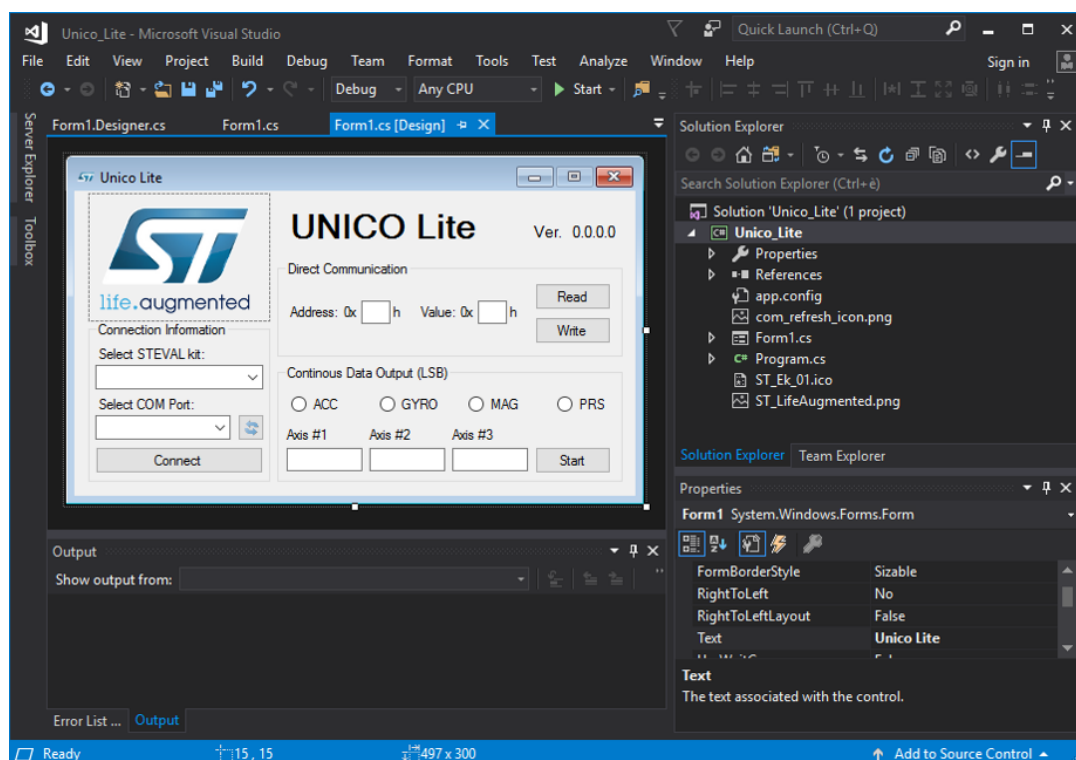 Unico_Lite - Microsoft Visual Studio
Quick Launch (Ctrl+Q)
File Edit View Project Build Debug Team Format Tools Test Analyze Window Help
Sign in
Debug Any CPU Start
Server Explorer
Toolbox
Form1.Designer.cs Form1.cs Form1.cs [Design]
Unico Lite
life.augmented
UNICO Lite Ver. 0.0.0.0
Direct Communication
Address: 0x h Value: 0x h
Read
Write
Connection Information
Select STEVAL kit:
Select COM Port:
Connect
Continous Data Output (LSB)
ACC GYRO MAG PRS
Axis #1 Axis #2 Axis #3
Start
Output
Show output from:
Error List ... Output
Solution Explorer
Search Solution Explorer (Ctrl+è)
Solution 'Unico_Lite' (1 project)
Unico_Lite
Properties
References
app.config
com_refresh_icon.png
Form1.cs
Program.cs
ST_Ek_01.ico
ST_LifeAugmented.png
Solution Explorer Team Explorer
Properties
Form1 System.Windows.Forms.Form
FormBorderStyle Sizable
RightToLeft No
RightToLeftLayout False
Text Unico Lite
Text
The text associated with the control.
Ready 15 , 15 497 x 300 Add to Source Control